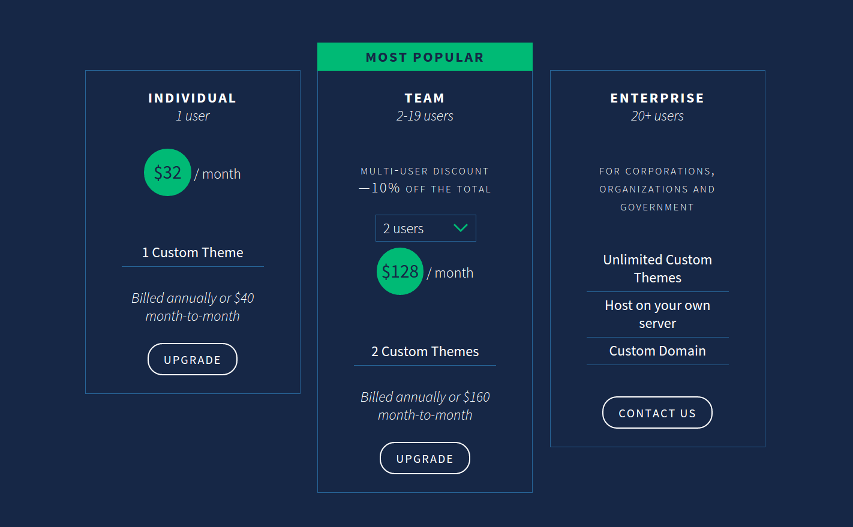 MOST POPULAR
INDIVIDUAL
1 user
$32 / month
1 Custom Theme
Billed annually or $40
month-to-month
UPGRADE
TEAM
2-19 users
MULTI-USER DISCOUNT
—10% OFF THE TOTAL
2 users
$128 / month
2 Custom Themes
Billed annually or $160
month-to-month
UPGRADE
ENTERPRISE
20+ users
FOR CORPORATIONS,
ORGANIZATIONS AND
GOVERNMENT
Unlimited Custom
Themes
Host on your own
server
Custom Domain
CONTACT US